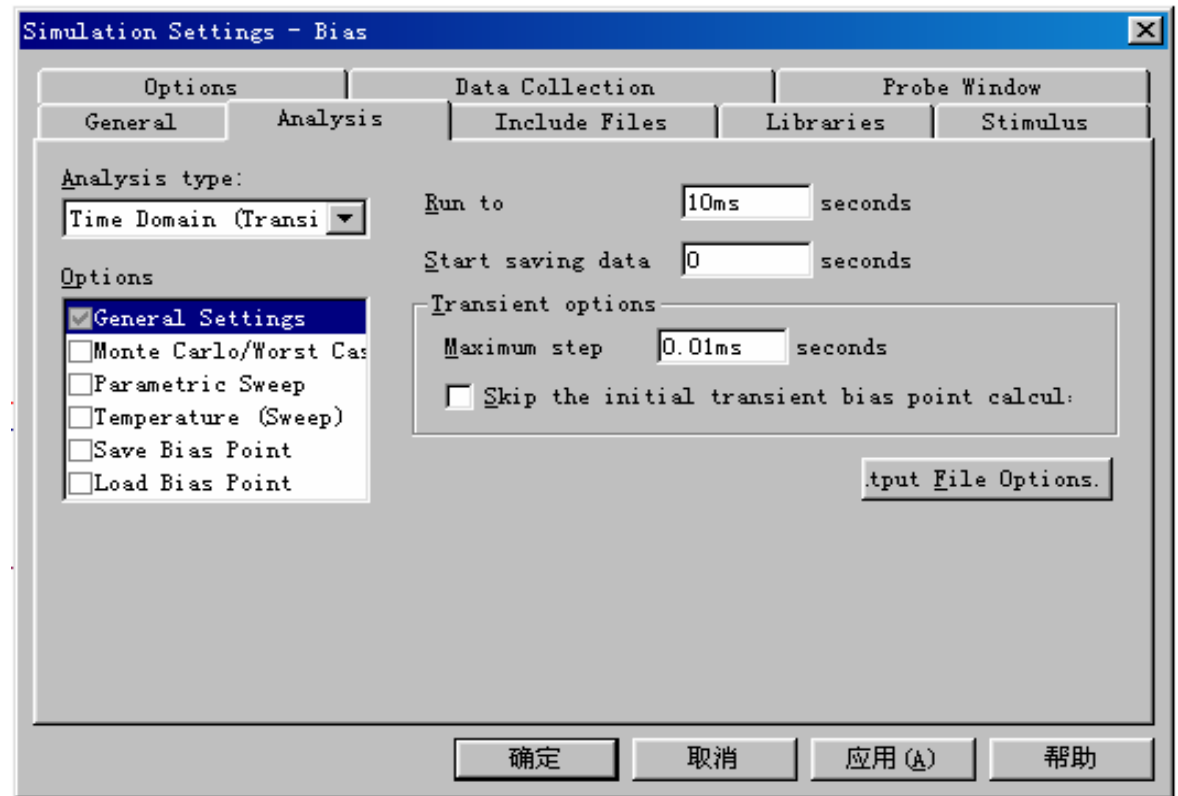 Simulation Settings - Bias
Options Data Collection Probe Window
General Analysis Include Files Libraries Stimulus
Analysis type:
Time Domain (Transi
Run to 10ms seconds
Start saving data 0 seconds
Options
General Settings
Monte Carlo/Worst Cas
Parametric Sweep
Temperature (Sweep)
Save Bias Point
Load Bias Point
Transient options
Maximum step 0.01ms seconds
Skip the initial transient bias point calcul
.tput File Options.
确定 取消 应用(A) 帮助